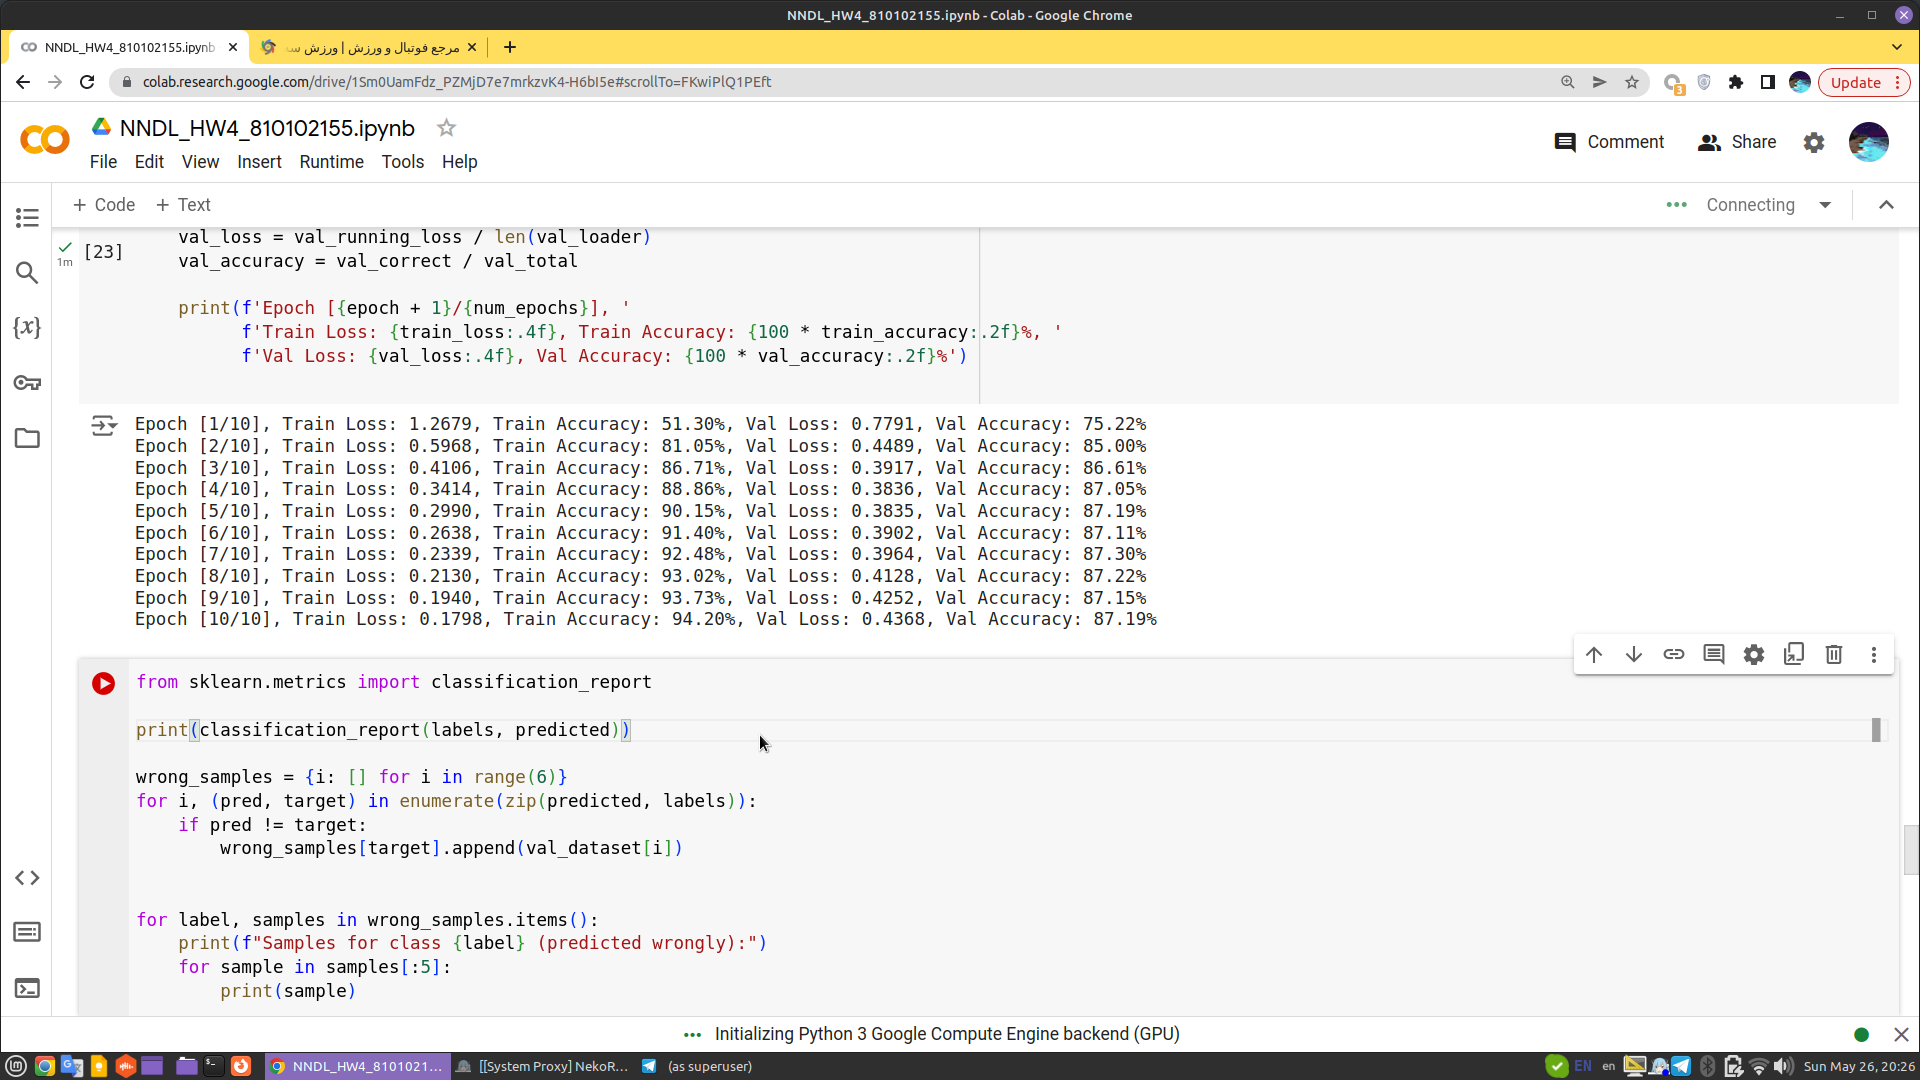 NNDL_HW4_810102155.ipynb - Colab - Google Chrome
NNDL_HW4_810102155.ipynb
مرجع فوتبال و ورزش | ورزش سه
colab.research.google.com/drive/1Sm0UamFdz_PZMjD7e7mrkzvK4-H6bI5e#scrollTo=FKwiPlQ1PEft
3
Update
NNDL_HW4_810102155.ipynb
File Edit View Insert Runtime Tools Help
Comment
Share
+ Code + Text
Connecting
[23]
1m
val_loss = val_running_loss / len(val_loader)
val_accuracy = val_correct / val_total
print(f'Epoch [{epoch + 1}/{num_epochs}], '
f'Train Loss: {train_loss:.4f}, Train Accuracy: {100 * train_accuracy:.2f}%, '
f'Val Loss: {val_loss:.4f}, Val Accuracy: {100 * val_accuracy:.2f}%')
Epoch [1/10], Train Loss: 1.2679, Train Accuracy: 51.30%, Val Loss: 0.7791, Val Accuracy: 75.22%
Epoch [2/10], Train Loss: 0.5968, Train Accuracy: 81.05%, Val Loss: 0.4489, Val Accuracy: 85.00%
Epoch [3/10], Train Loss: 0.4106, Train Accuracy: 86.71%, Val Loss: 0.3917, Val Accuracy: 86.61%
Epoch [4/10], Train Loss: 0.3414, Train Accuracy: 88.86%, Val Loss: 0.3836, Val Accuracy: 87.05%
Epoch [5/10], Train Loss: 0.2990, Train Accuracy: 90.15%, Val Loss: 0.3835, Val Accuracy: 87.19%
Epoch [6/10], Train Loss: 0.2638, Train Accuracy: 91.40%, Val Loss: 0.3902, Val Accuracy: 87.11%
Epoch [7/10], Train Loss: 0.2339, Train Accuracy: 92.48%, Val Loss: 0.3964, Val Accuracy: 87.30%
Epoch [8/10], Train Loss: 0.2130, Train Accuracy: 93.02%, Val Loss: 0.4128, Val Accuracy: 87.22%
Epoch [9/10], Train Loss: 0.1940, Train Accuracy: 93.73%, Val Loss: 0.4252, Val Accuracy: 87.15%
Epoch [10/10], Train Loss: 0.1798, Train Accuracy: 94.20%, Val Loss: 0.4368, Val Accuracy: 87.19%
from sklearn.metrics import classification_report
print(classification_report(labels, predicted))
wrong_samples = {i: [] for i in range(6)}
for i, (pred, target) in enumerate(zip(predicted, labels)):
if pred != target:
wrong_samples[target].append(val_dataset[i])
for label, samples in wrong_samples.items():
print(f"Samples for class {label} (predicted wrongly):")
for sample in samples[:5]:
print(sample)
Initializing Python 3 Google Compute Engine backend (GPU)
NNDL_HW4_8101021...
[[System Proxy] NekoR...
(as superuser)
EN
en
Sun May 26, 20:26